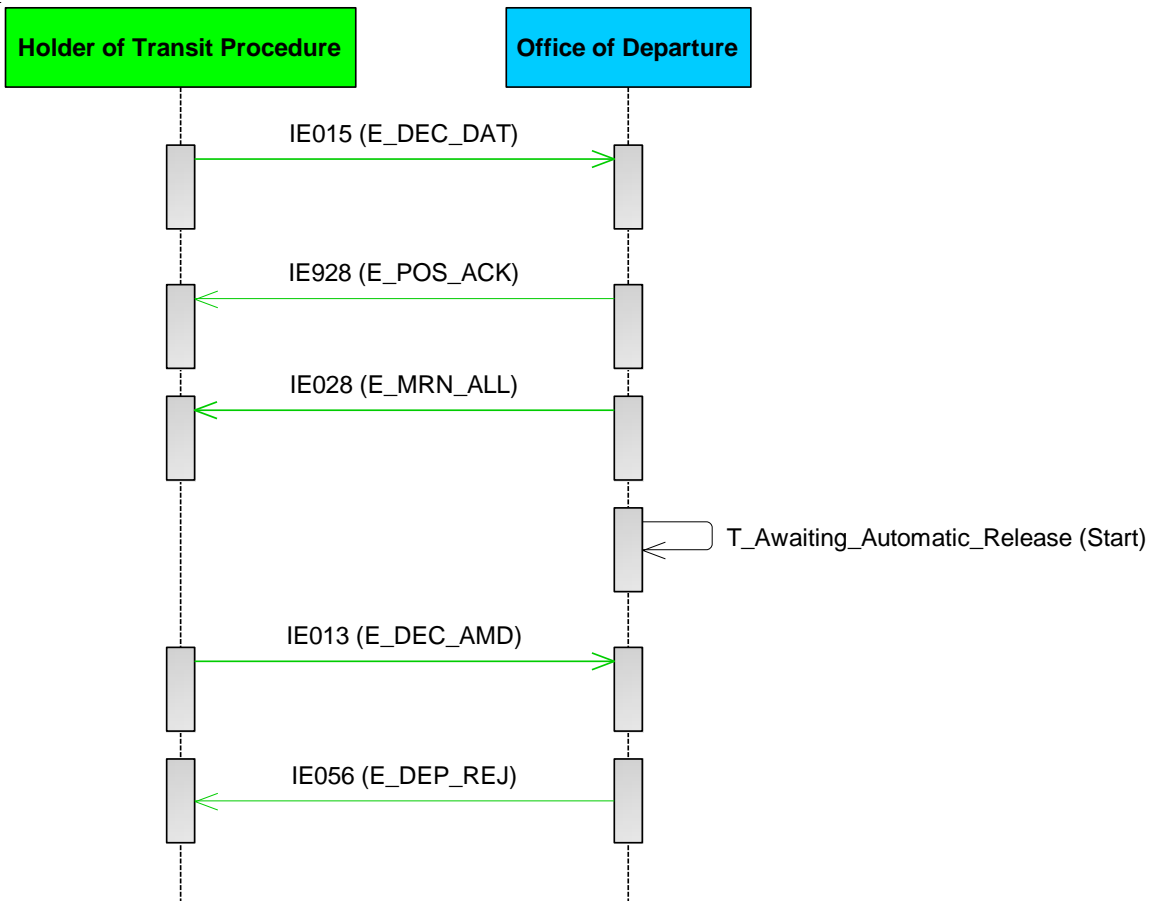 Holder of Transit Procedure
Office of Departure
IE015 (E_DEC_DAT)
IE928 (E_POS_ACK)
IE028 (E_MRN_ALL)
T_Awaiting_Automatic_Release (Start)
IE013 (E_DEC_AMD)
IE056 (E_DEP_REJ)